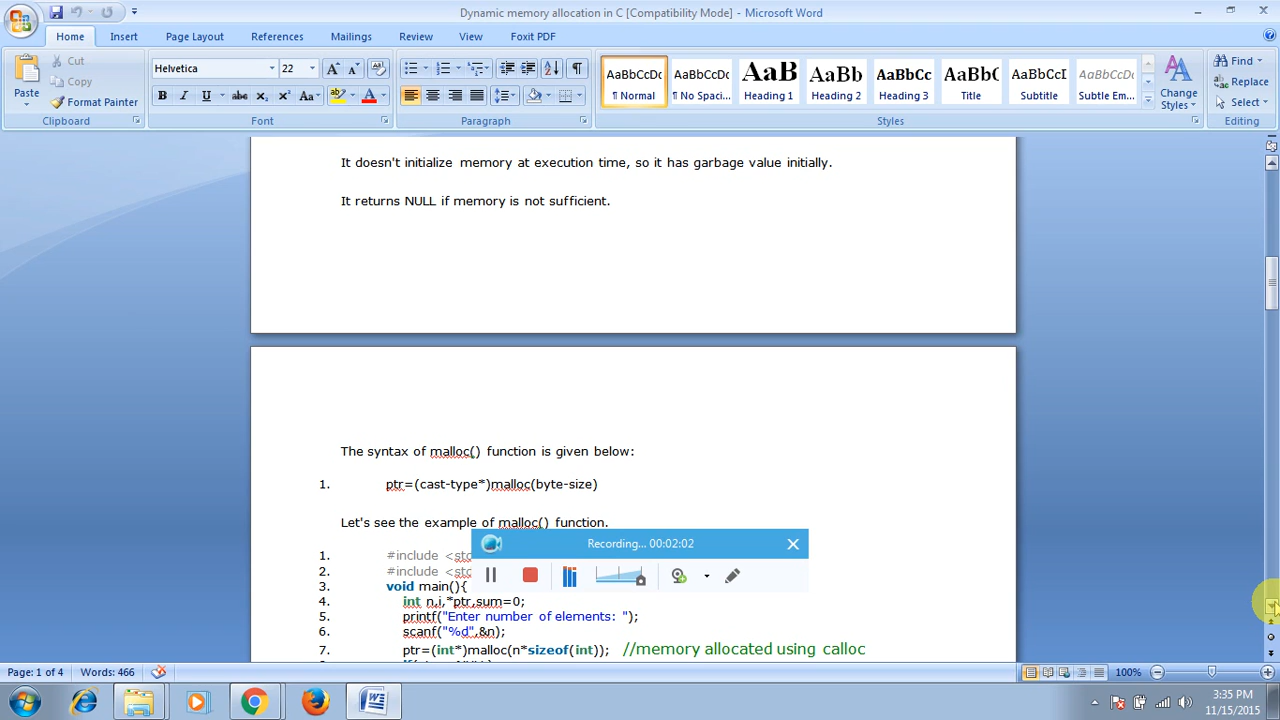 Dynamic memory allocation in C [Compatibility Mode] - Microsoft Word
Home Insert Page Layout References Mailings Review View Foxit PDF
Paste Cut Copy Format Painter
Helvetica 22
AaBbCcDc AaBbCcDc AaB AaBbCc AaBbCc AaBbC AaBbCcI AaBbCcDc
¶ Normal ¶ No Spaci... Heading 1 Heading 2 Heading 3 Title Subtitle Subtle Em...
Change Styles
Find
Replace
Select
Clipboard Font Paragraph Styles Editing
It doesn't initialize memory at execution time, so it has garbage value initially.
It returns NULL if memory is not sufficient.
The syntax of malloc() function is given below:
1. ptr=(cast-type*)malloc(byte-size)
Let's see the example of malloc() function.
Recording... 00:02:02
1. #include <stc
2. #include <stc
3. void main(){
4. int n,i,*ptr,sum=0;
5. printf("Enter number of elements: ");
6. scanf("%d",&n);
7. ptr=(int*)malloc(n*sizeof(int)); //memory allocated using calloc
Page: 1 of 4 Words: 466 100%
3:35 PM
11/15/2015